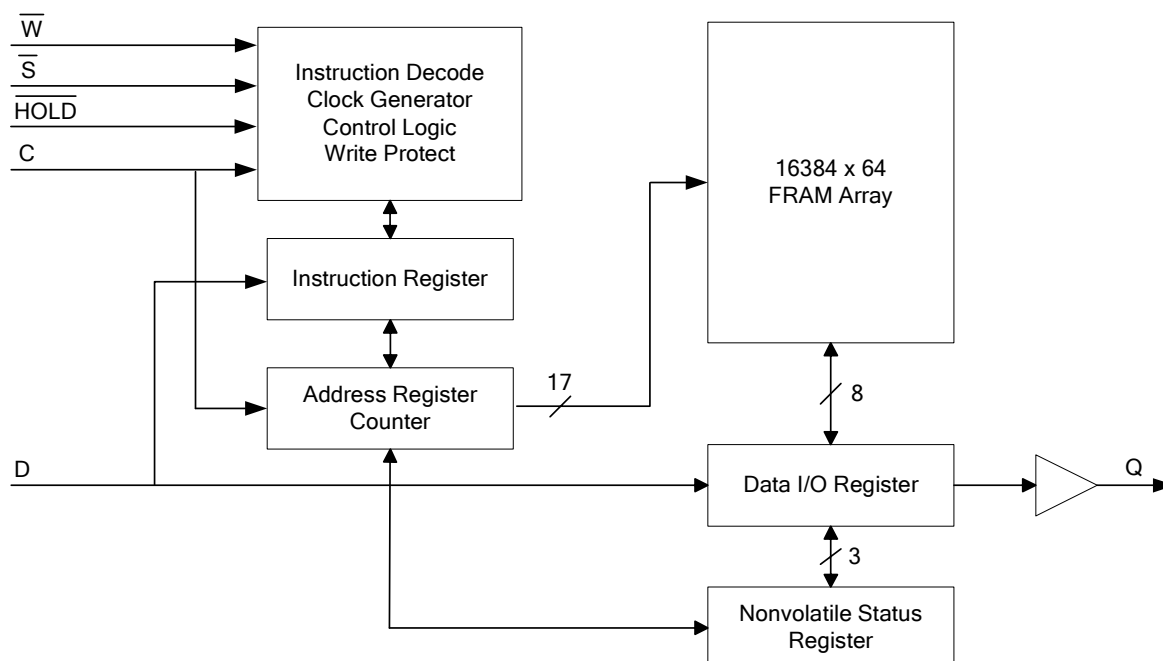 W
S
HOLD
C
Instruction Decode
Clock Generator
Control Logic
Write Protect
16384 x 64
FRAM Array
Instruction Register
Address Register
Counter
17
8
D
Data I/O Register
Q
3
Nonvolatile Status
Register